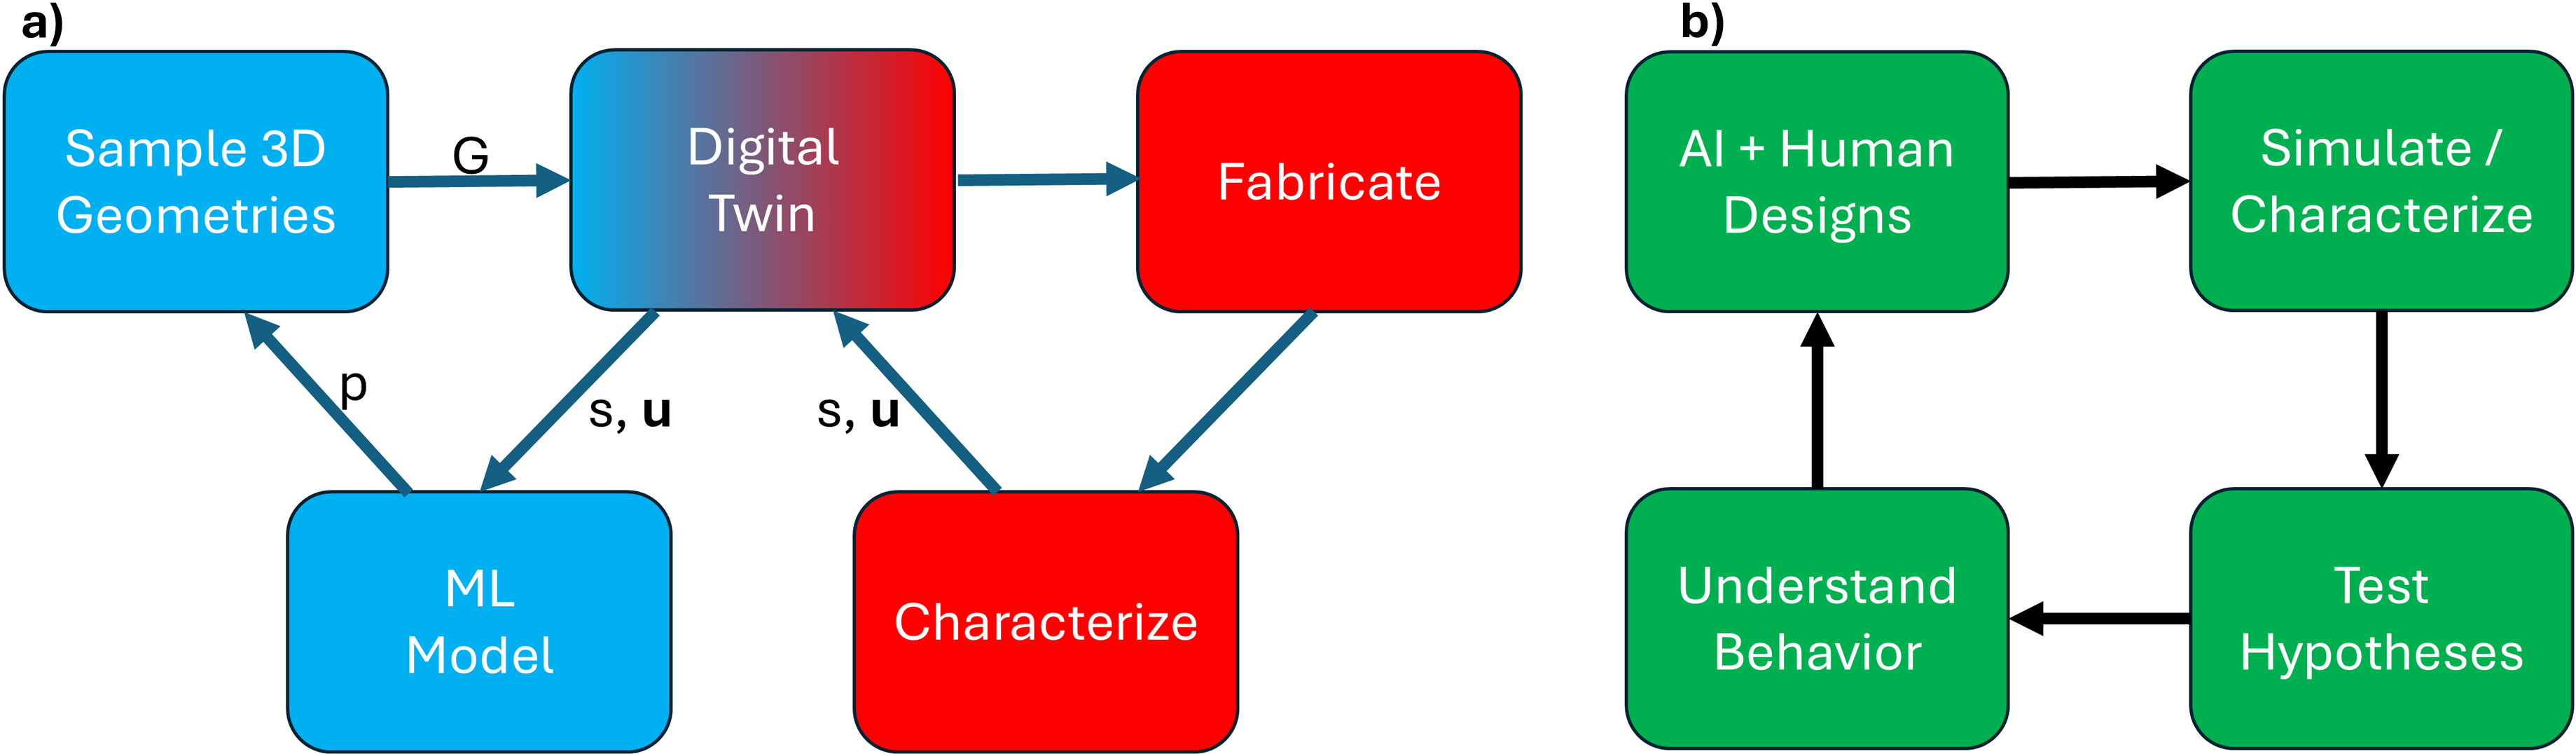 a)
Sample 3D
Geometries
G
Digital
Twin
Fabricate
p
s, u
s, u
ML
Model
Characterize
b)
AI + Human
Designs
Simulate /
Characterize
Understand
Behavior
Test
Hypotheses